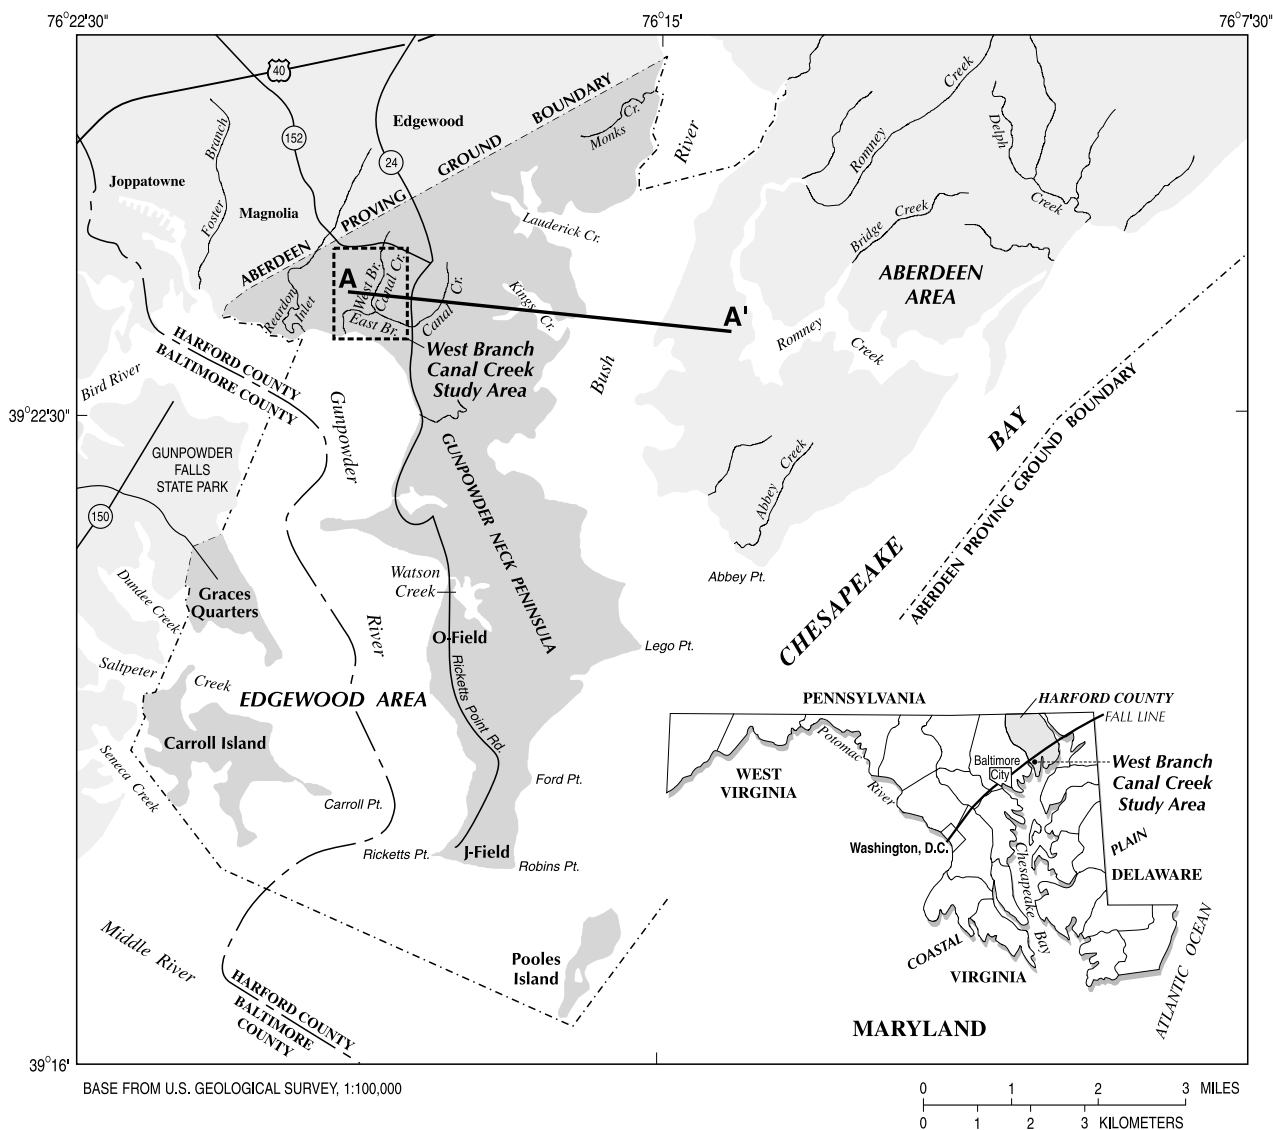 76°22'30"
76°15'
76°7'30"
40
152
24
Edgewood
ABERDEEN PROVING GROUND BOUNDARY
Monks Cr.
River
Romney Creek
Delph Creek
Joppatowne
Foster Branch
Magnolia
Lauderick Cr.
Bridge Creek
ABERDEEN
AREA
Reardon
Inlet
A
West Br.
Canal Cr.
East Br.
Canal Cr.
Kings Cr.
A'
Romney Creek
West Branch
Canal Creek
Study Area
Bush
HARFORD COUNTY
BALTIMORE COUNTY
Bird River
39°22'30"
Gunpowder
GUNPOWDER
FALLS
STATE PARK
150
GUNPOWDER NECK PENINSULA
Abbey Creek
BAY
ABERDEEN PROVING GROUND BOUNDARY
CHESAPEAKE
Abbey Pt.
Watson
Creek
Dundee Creek
Graces
Quarters
River
O-Field
Lego Pt.
Saltpeter
Creek
EDGEWOOD AREA
Ricketts Point Rd.
Carroll Island
Seneca Creek
Ford Pt.
Carroll Pt.
Ricketts Pt.
J-Field
Robins Pt.
Middle River
Pooles
Island
HARFORD COUNTY
BALTIMORE
COUNTY
39°16'
PENNSYLVANIA
HARFORD COUNTY
FALL LINE
Potomac
River
WEST
VIRGINIA
Baltimore
City
West Branch
Canal Creek
Study Area
Washington, D.C.
PLAIN
DELAWARE
Chesapeake
Bay
COASTAL
VIRGINIA
ATLANTIC OCEAN
MARYLAND
BASE FROM U.S. GEOLOGICAL SURVEY, 1:100,000
0 1 2 3 MILES
0 1 2 3 KILOMETERS